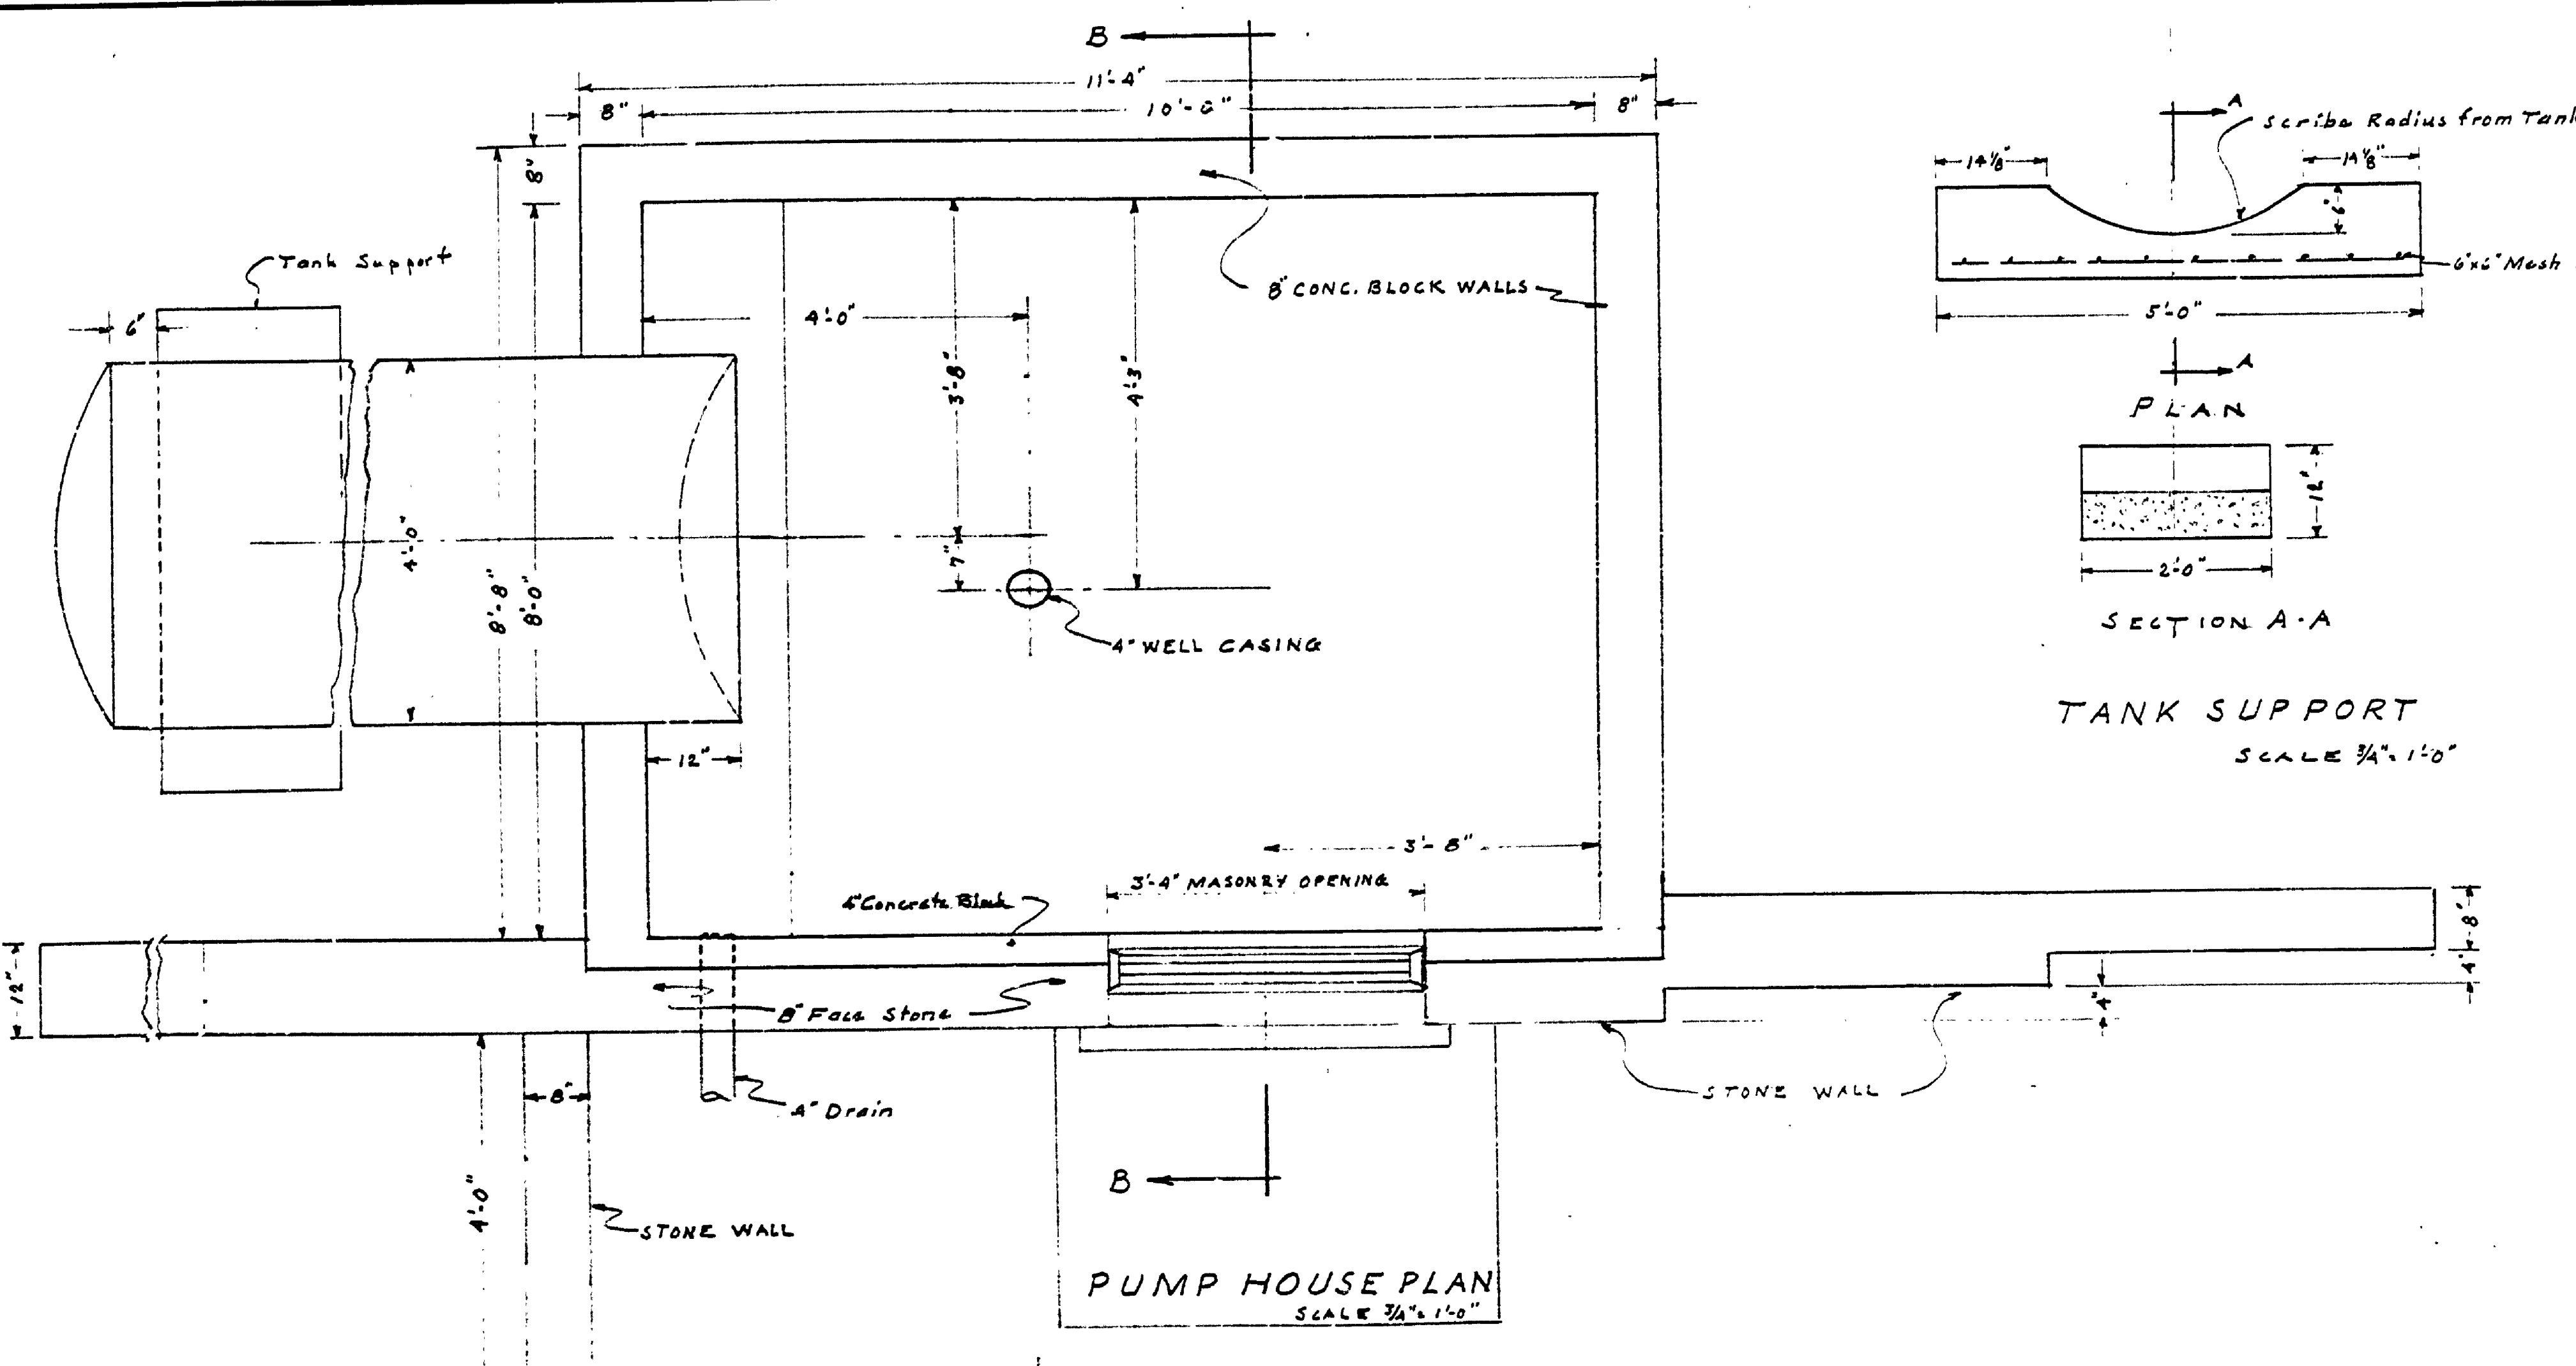 B
11'-4"
8"
10'-0"
8"
8"
Tank Support
6"
4'-0"
3'-8"
4'-3"
8" CONC. BLOCK WALLS
4'-0"
8'-8"
8'-0"
7"
4" WELL CASING
12"
3'-8"
3'-4" MASONRY OPENING
4" Concrete Block
12"
8" Face Stone
4" Drain
8"
4'-0"
STONE WALL
B
PUMP HOUSE PLAN
SCALE 3/4" = 1'-0"
8"
4"
4"
STONE WALL
A
Scribe Radius from Tank
14 1/8"
14 1/8"
6"
6"x6" Mesh
5'-0"
A
PLAN
12"
2'-0"
SECTION A-A
TANK SUPPORT
SCALE 3/4" = 1'-0"